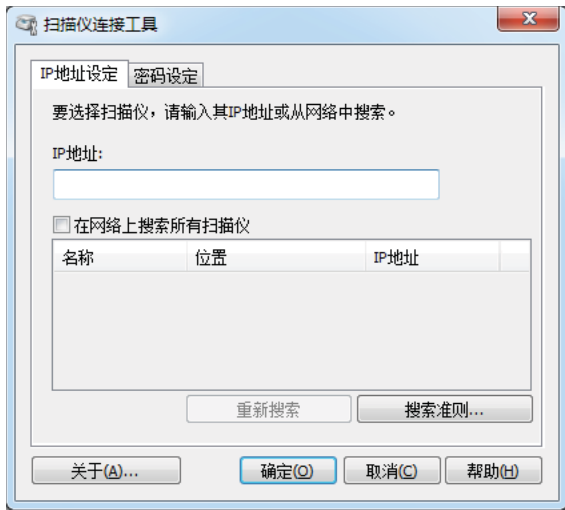 扫描仪连接工具
IP地址设定 密码设定
要选择扫描仪，请输入其IP地址或从网络中搜索。
IP地址:
在网络上搜索所有扫描仪
名称 位置 IP地址
重新搜索 搜索准则...
关于(A)... 确定(O) 取消(C) 帮助(H)